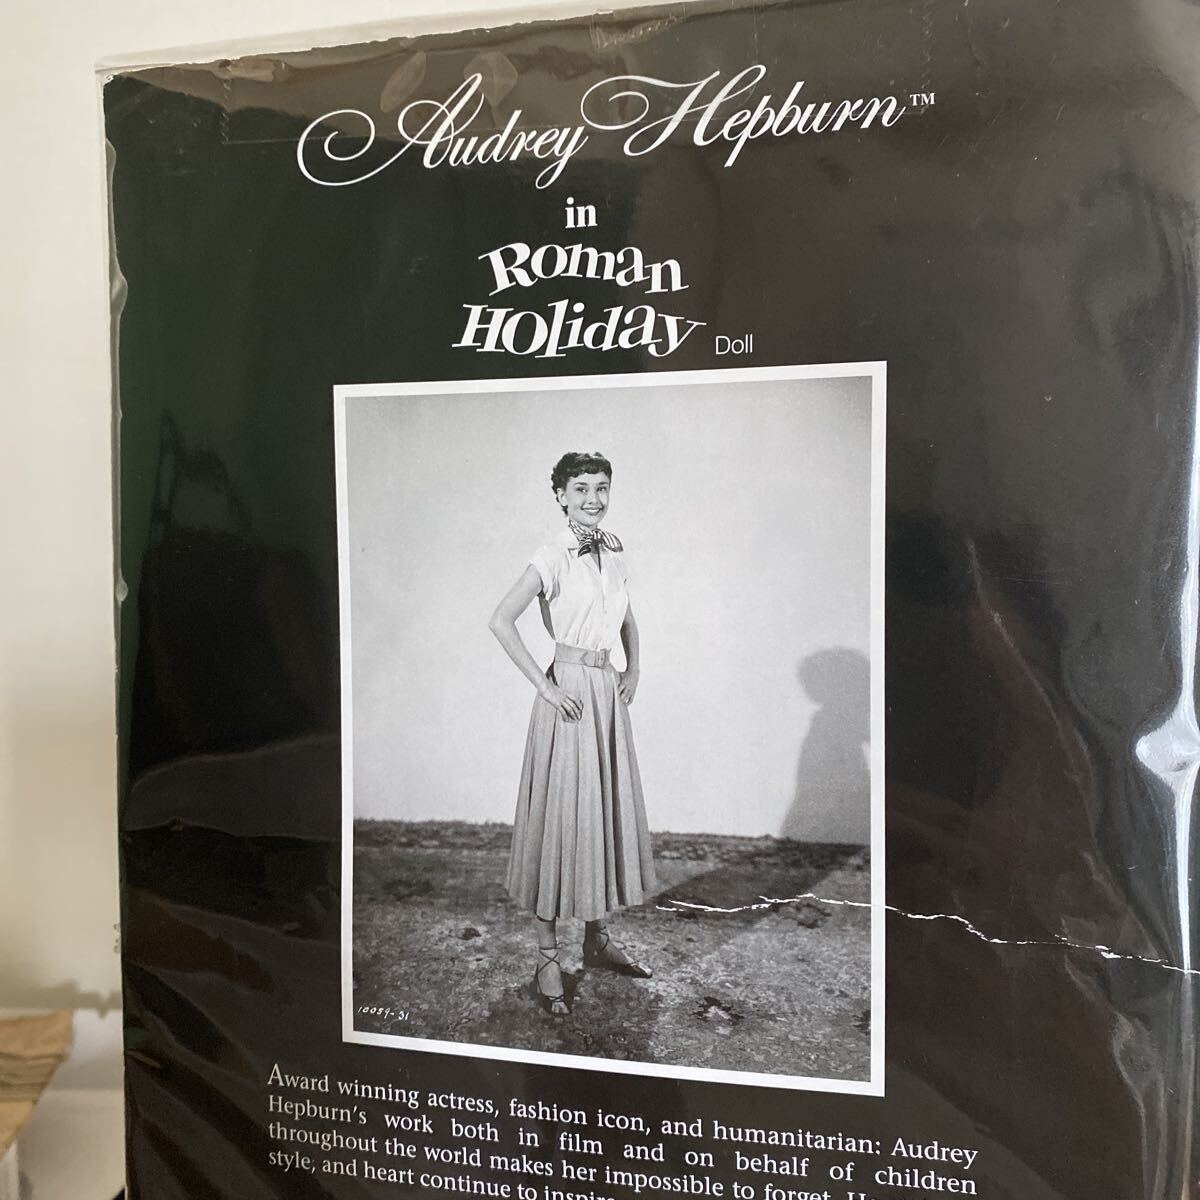 Audrey Hepburn™
in
Roman
Holiday Doll
10059-31
Award winning actress, fashion icon, and humanitarian: Audrey
Hepburn's work both in film and on behalf of children
throughout the world makes her impossible to forget.
style, and heart continue to